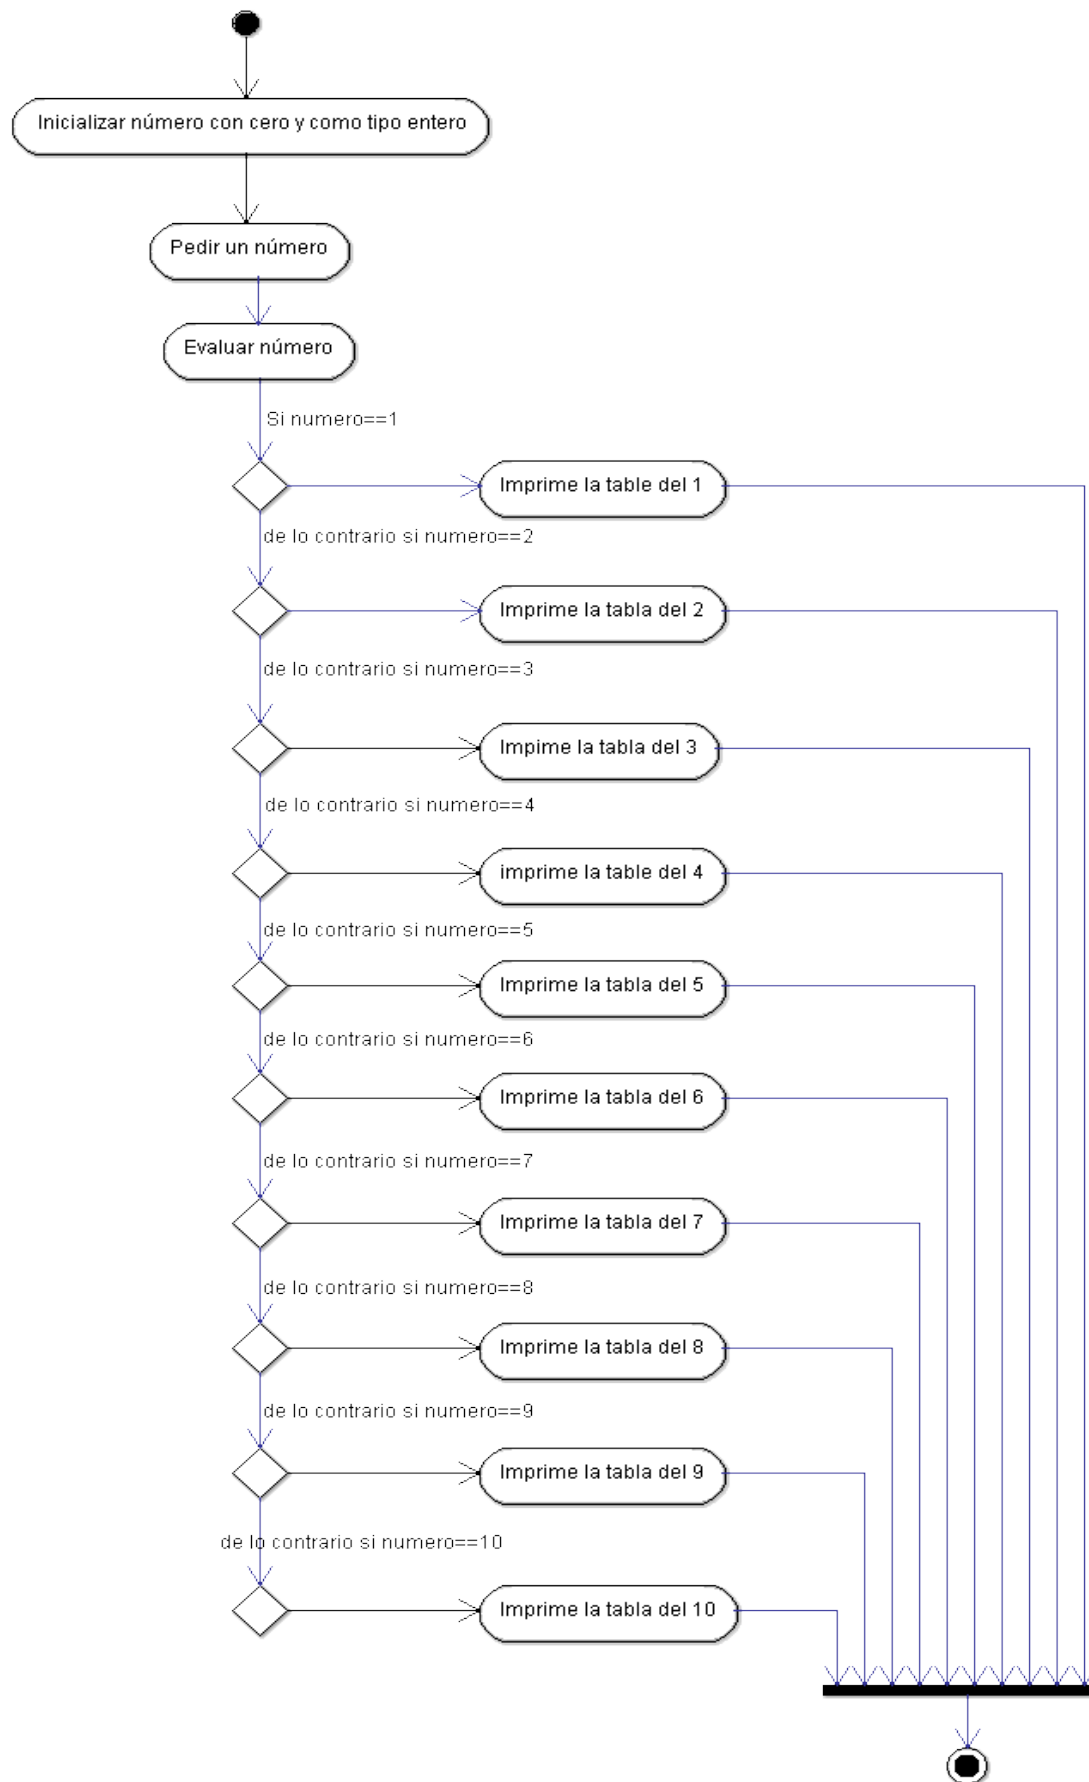 Inicializar número con cero y como tipo entero
Pedir un número
Evaluar número
Si numero==1
Imprime la table del 1
de lo contrario si numero==2
Imprime la tabla del 2
de lo contrario si numero==3
Impime la tabla del 3
de lo contrario si numero==4
imprime la table del 4
de lo contrario si numero==5
Imprime la tabla del 5
de lo contrario si numero==6
Imprime la tabla del 6
de lo contrario si numero==7
Imprime la tabla del 7
de lo contrario si numero==8
Imprime la tabla del 8
de lo contrario si numero==9
Imprime la tabla del 9
de lo contrario si numero==10
Imprime la tabla del 10